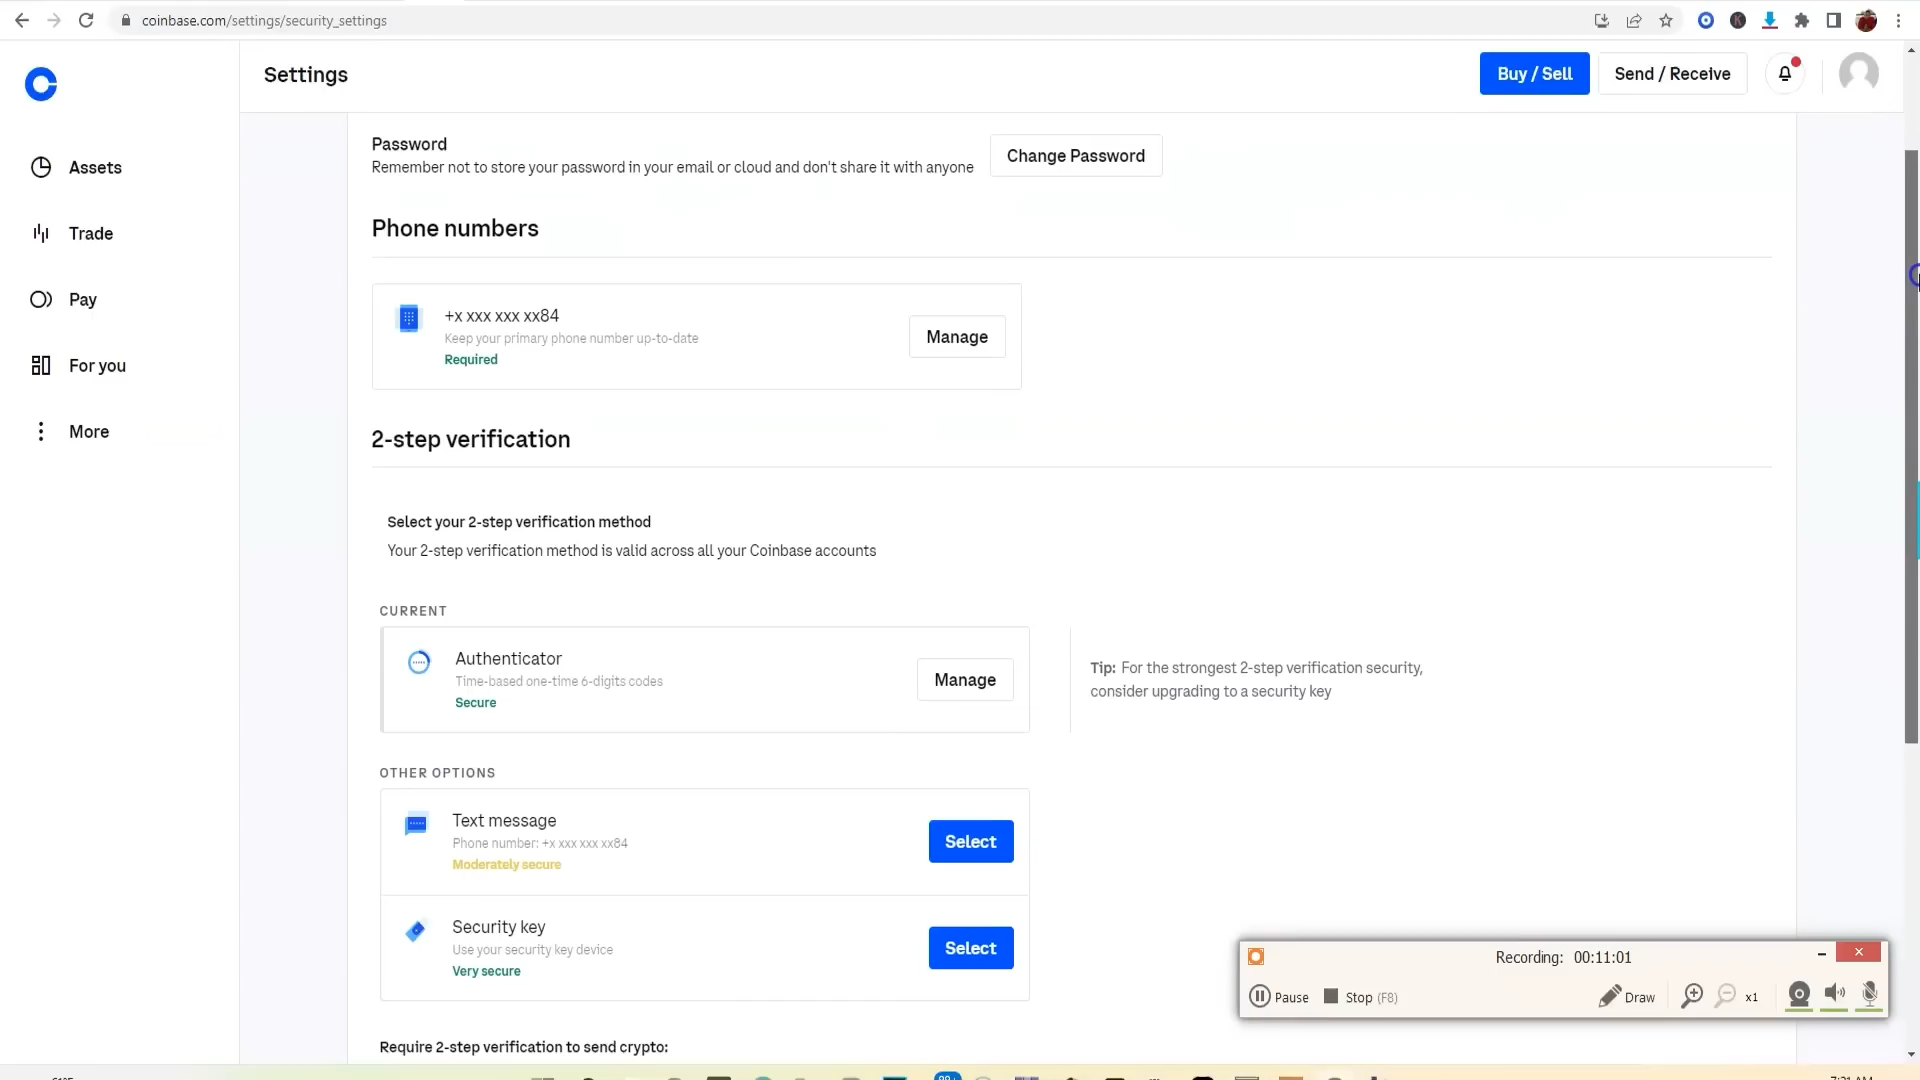 coinbase.com/settings/security_settings
Settings
Buy / Sell
Send / Receive
Assets
Trade
Pay
For you
More
Password
Remember not to store your password in your email or cloud and don't share it with anyone
Change Password
Phone numbers
+x xxx xxx xx84
Keep your primary phone number up-to-date
Required
Manage
2-step verification
Select your 2-step verification method
Your 2-step verification method is valid across all your Coinbase accounts
CURRENT
Authenticator
Time-based one-time 6-digits codes
Secure
Manage
Tip: For the strongest 2-step verification security,
consider upgrading to a security key
OTHER OPTIONS
Text message
Phone number: +x xxx xxx xx84
Moderately secure
Select
Security key
Use your security key device
Very secure
Select
Require 2-step verification to send crypto:
Recording: 00:11:01
Pause
Stop (F8)
Draw
x1